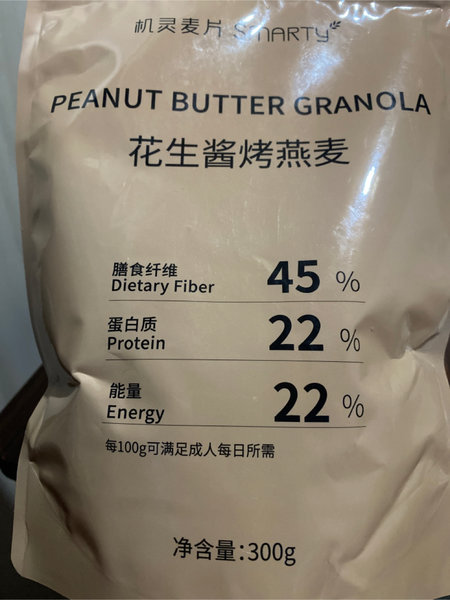 机灵麦片 SMARTY
PEANUT BUTTER GRANOLA
花生酱烤燕麦
膳食纤维
Dietary Fiber
45 %
蛋白质
Protein
22 %
能量
Energy
22 %
每100g可满足成人每日所需
净含量:300g